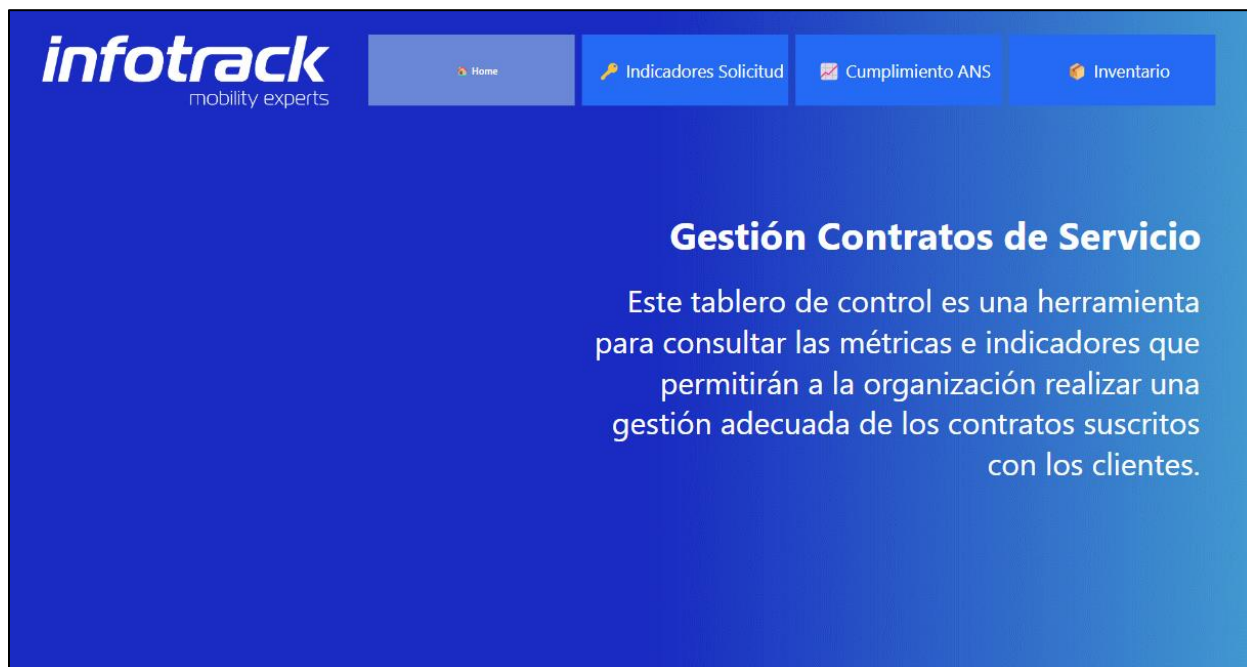 infotrack
mobility experts
Home
Indicadores Solicitud
Cumplimiento ANS
Inventario
Gestión Contratos de Servicio
Este tablero de control es una herramienta
para consultar las métricas e indicadores que
permitirán a la organización realizar una
gestión adecuada de los contratos suscritos
con los clientes.